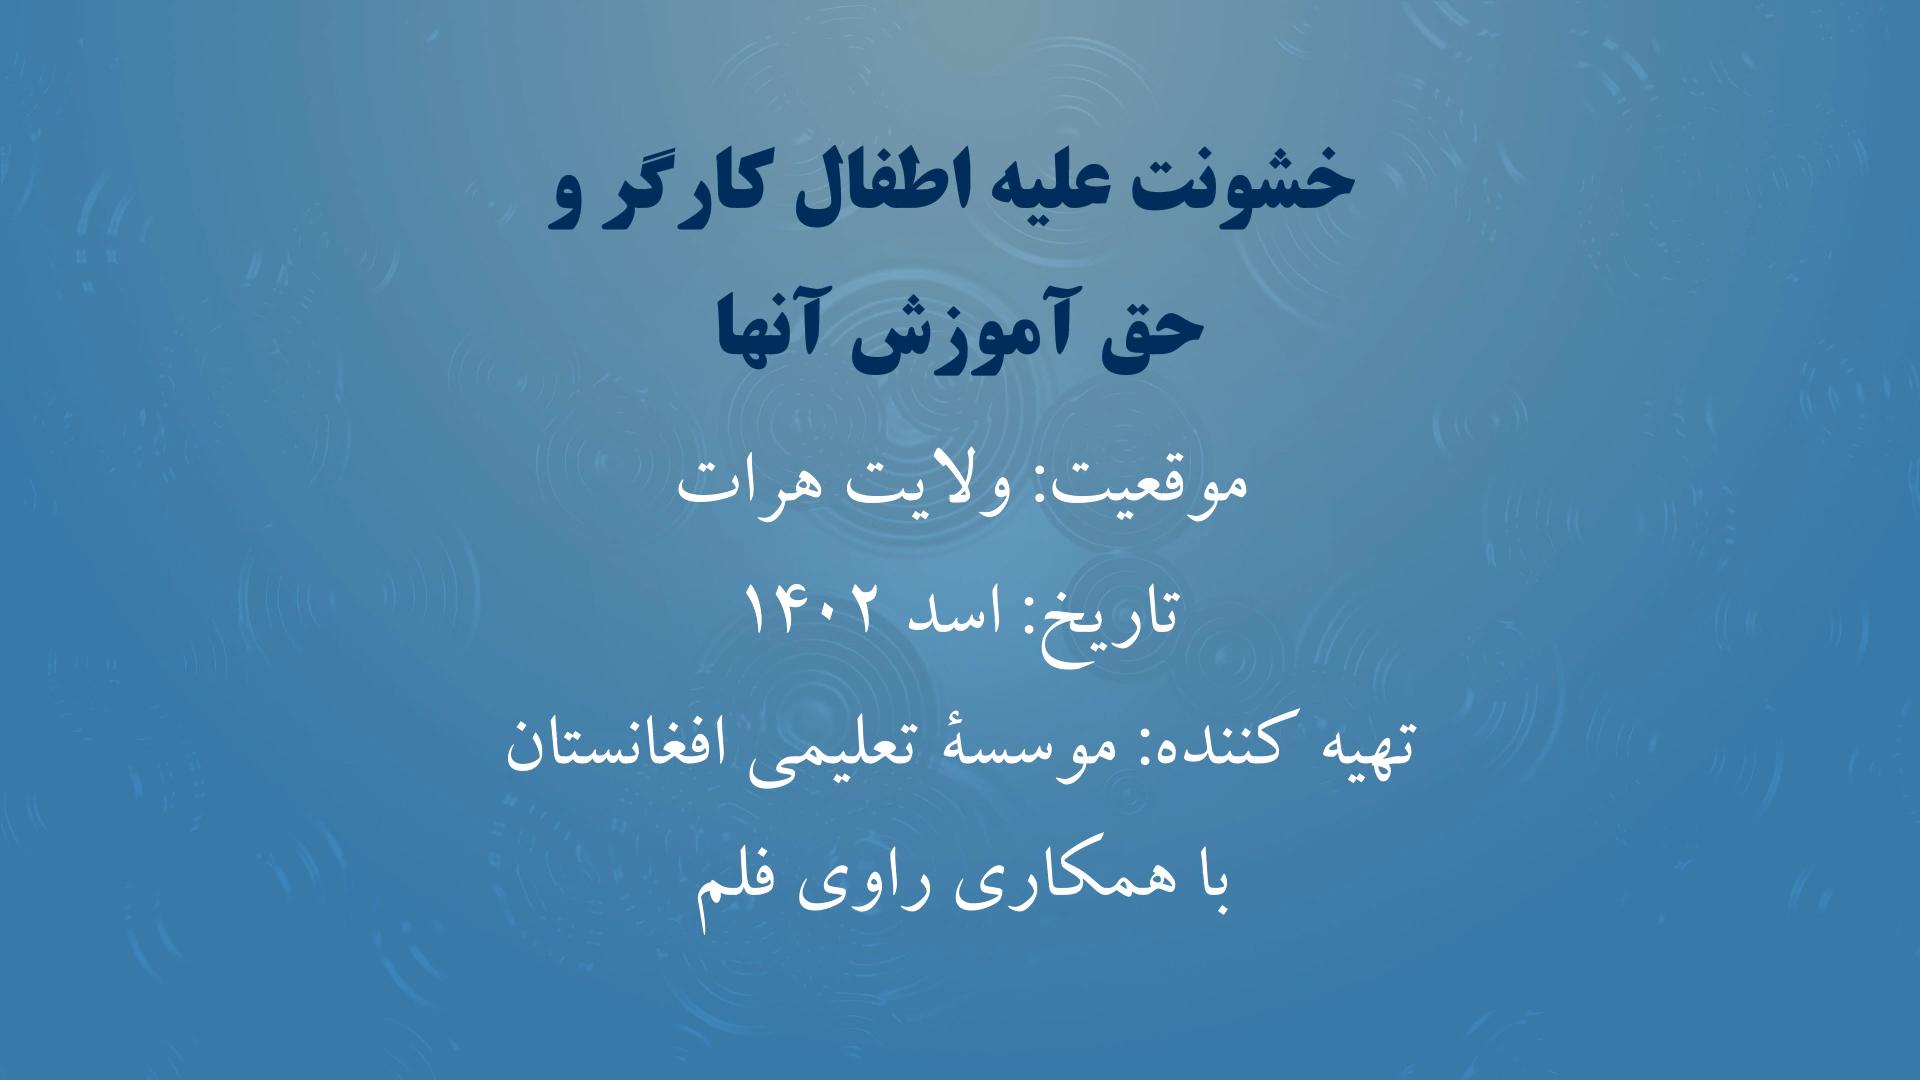 خشونت علیه اطفال کارگر و
حق آموزش آنها
موقعیت: ولایت هرات
تاریخ: اسد ۱۴۰۲
تهیه کننده: موسسۀ تعلیمی افغانستان
با همکاری راوی فلم